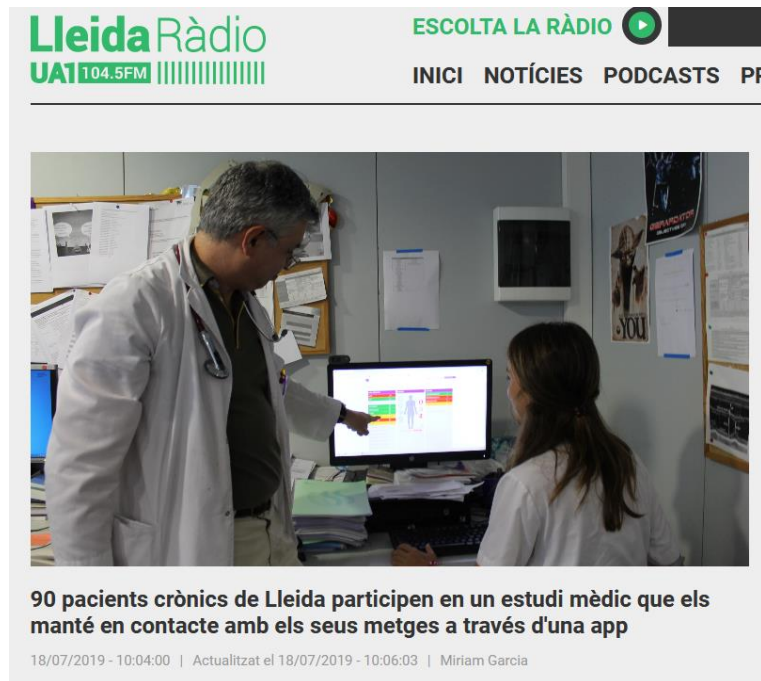 Lleida Ràdio
UA1 104.5FM
ESCOLTA LA RÀDIO
INICI NOTÍCIES PODCASTS
YOU
90 pacients crònics de Lleida participen en un estudi mèdic que els
manté en contacte amb els seus metges a través d'una app
18/07/2019 - 10:04:00 | Actualitzat el 18/07/2019 - 10:06:03 | Miriam Garcia